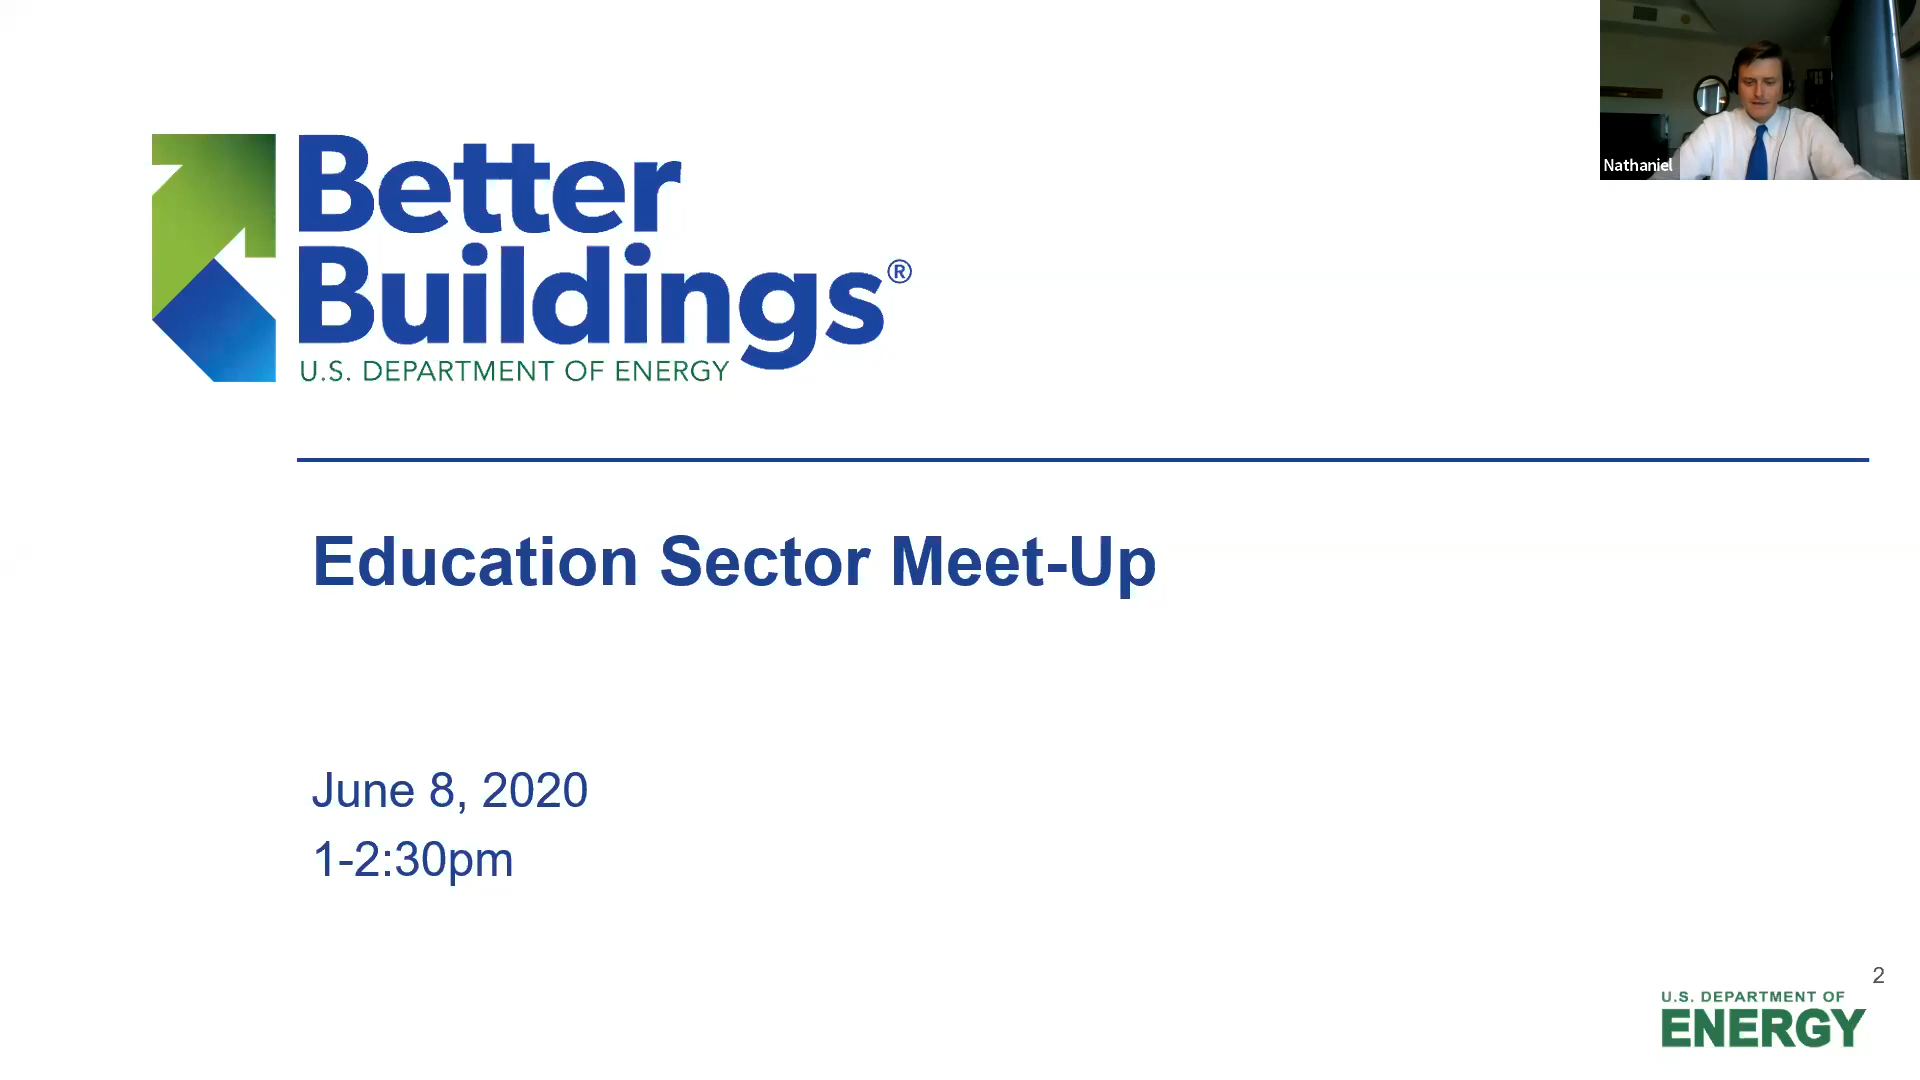 Nathaniel
Better
Buildings®
U.S. DEPARTMENT OF ENERGY
Education Sector Meet-Up
June 8, 2020
1-2:30pm
2
U.S. DEPARTMENT OF
ENERGY